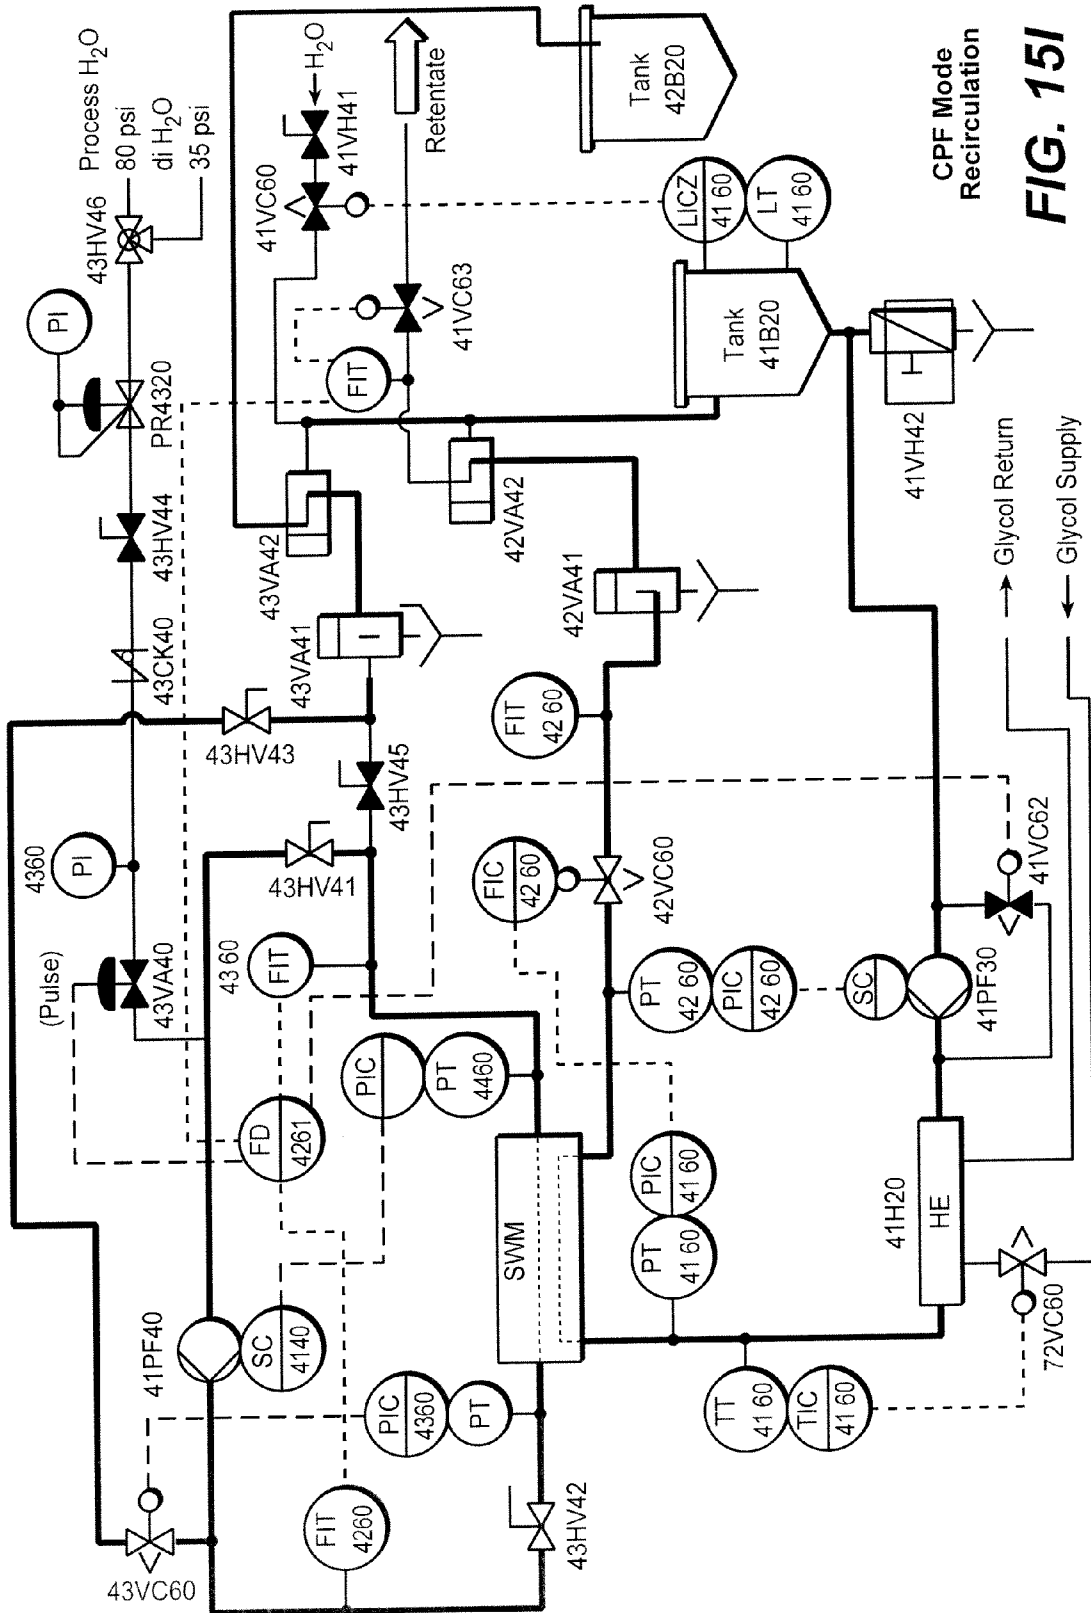 Process H2O
80 psi
di H2O
35 psi
43HV46
PI
PR4320
43HV44
43CK40
4360
PI
(Pulse)
43VA40
H2O
41VH41
41VC60
Retentate
41VC63
FIT
Tank
42B20
LICZ
41 60
LT
41 60
Tank
41B20
41VH42
43VA42
42VA42
43VA41
42VA41
43HV43
43HV45
43HV41
43 60
FIT
FD
4261
PIC
PT
4460
FIT
42 60
FIC
42 60
42VC60
PT
42 60
PIC
42 60
SC
41PF30
41VC62
Glycol Return
Glycol Supply
41PF40
SC
4140
PIC
4360
PT
SWM
PT
41 60
PIC
41 60
41H20
HE
TT
41 60
TIC
41 60
72VC60
43VC60
FIT
4260
43HV42
CPF Mode
Recirculation
FIG. 15I